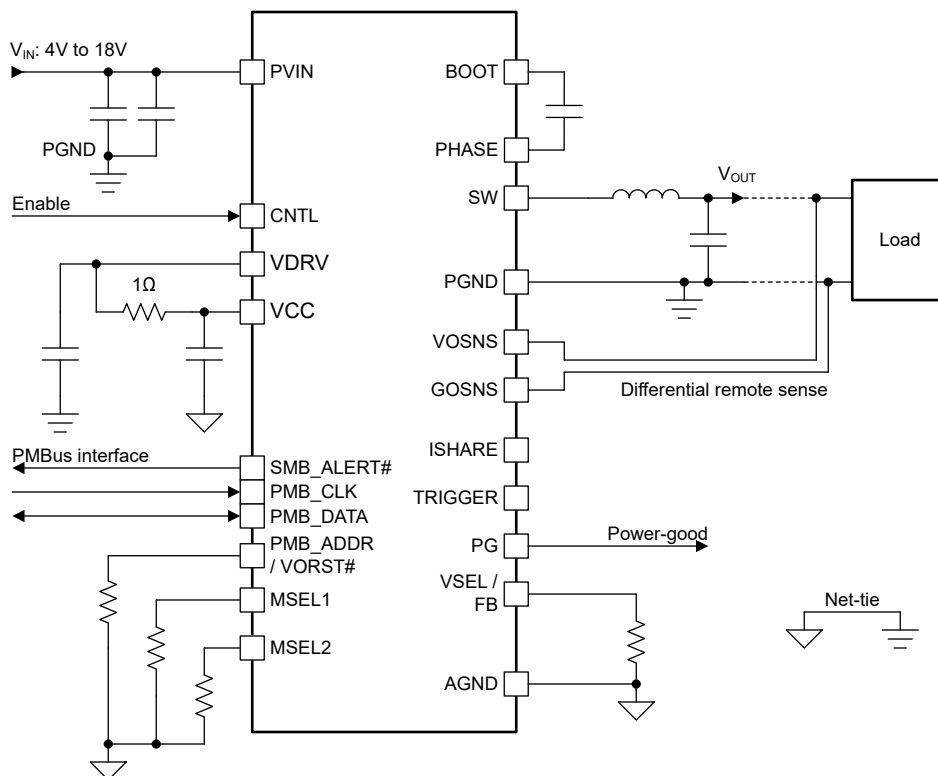 V_IN: 4V to 18V
PVIN
BOOT
PGND
PHASE
V_OUT
SW
Load
Enable
CNTL
VDRV
1Ω
VCC
PGND
VOSNS
GOSNS
Differential remote sense
ISHARE
PMBus interface
SMB_ALERT#
PMB_CLK
TRIGGER
PMB_DATA
PMB_ADDR
/ VORST#
PG
Power-good
VSEL /
FB
MSEL1
Net-tie
MSEL2
AGND